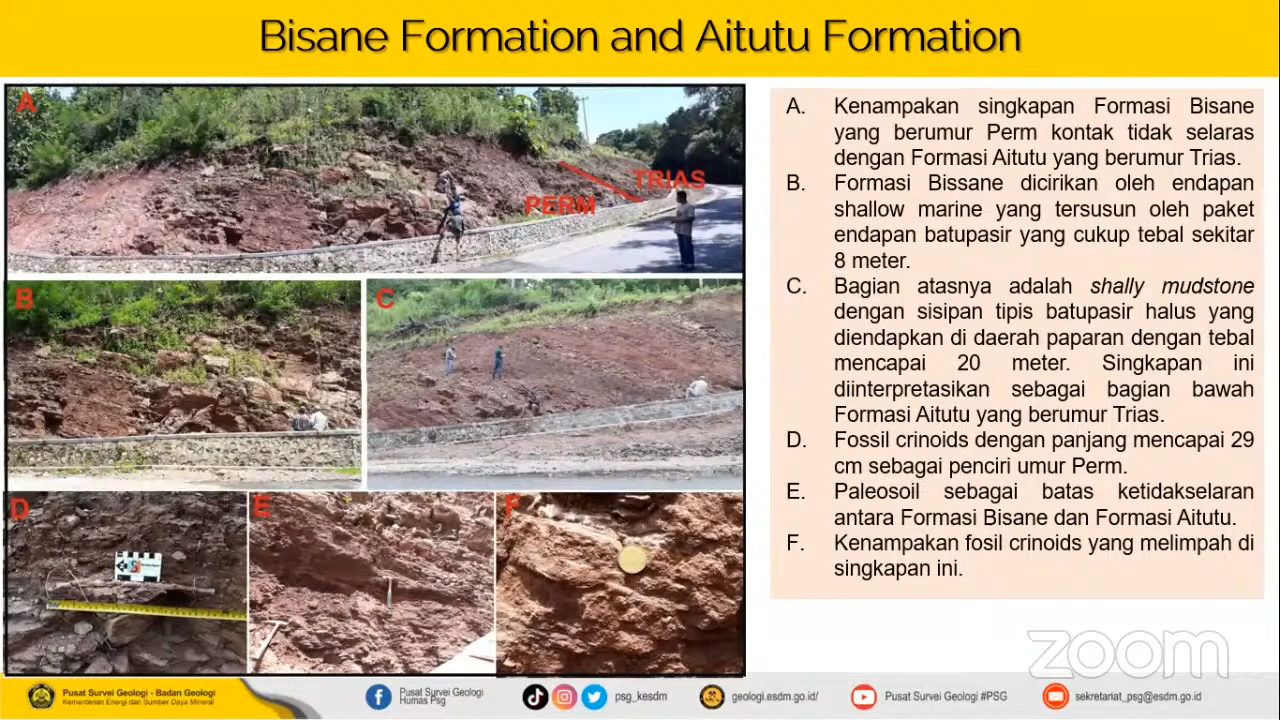 Bisane Formation and Aitutu Formation
A
TRIAS
PERM
B
C
D
E
F
A. Kenampakan singkapan Formasi Bisane
yang berumur Perm kontak tidak selaras
dengan Formasi Aitutu yang berumur Trias.
B. Formasi Bissane dicirikan oleh endapan
shallow marine yang tersusun oleh paket
endapan batupasir yang cukup tebal sekitar
8 meter.
C. Bagian atasnya adalah shally mudstone
dengan sisipan tipis batupasir halus yang
diendapkan di daerah paparan dengan tebal
mencapai 20 meter. Singkapan ini
diinterpretasikan sebagai bagian bawah
Formasi Aitutu yang berumur Trias.
D. Fossil crinoids dengan panjang mencapai 29
cm sebagai penciri umur Perm.
E. Paleosoil sebagai batas ketidakselaran
antara Formasi Bisane dan Formasi Aitutu.
F. Kenampakan fosil crinoids yang melimpah di
singkapan ini.
zoom
Pusat Survei Geologi - Badan Geologi
Kementerian Energi dan Sumber Daya Mineral
Pusat Survei Geologi
Humas Psg
psg_kesdm
geologi.esdm.go.id/
Pusat Survei Geologi #PSG
sekretariat_psg@esdm.go.id